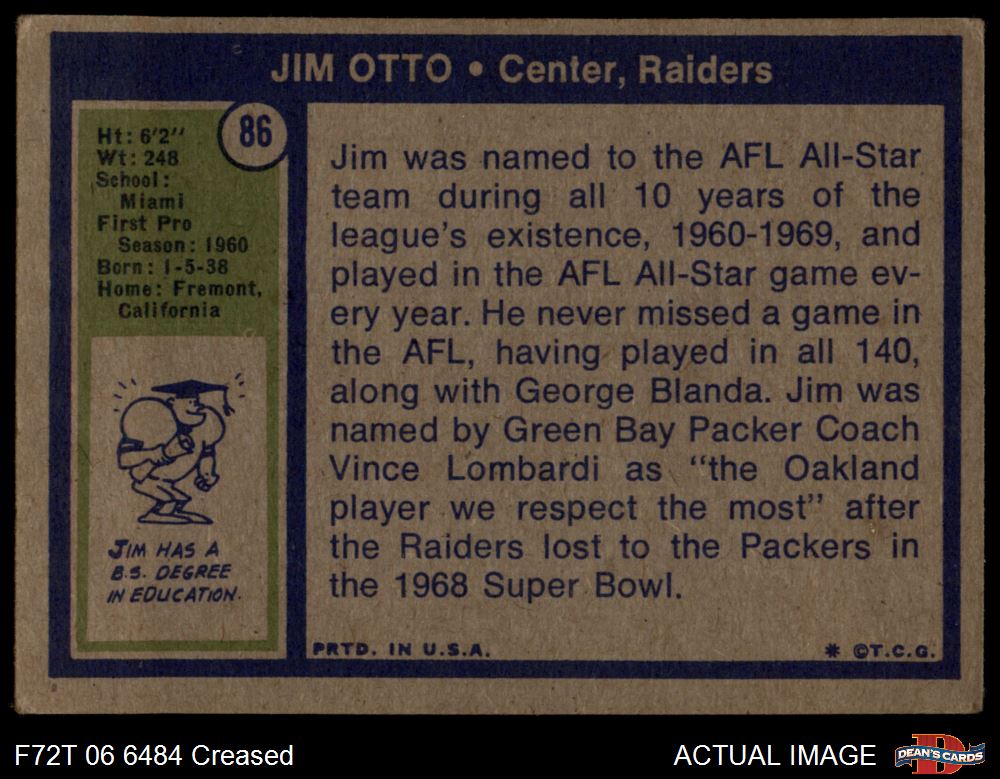 JIM OTTO • Center, Raiders
86
Ht: 6'2"
Wt: 248
School:
Miami
First Pro
Season: 1960
Born: 1-5-38
Home: Fremont,
California
JIM HAS A
B.S. DEGREE
IN EDUCATION.
Jim was named to the AFL All-Star
team during all 10 years of the
league's existence, 1960-1969, and
played in the AFL All-Star game ev-
ery year. He never missed a game in
the AFL, having played in all 140,
along with George Blanda. Jim was
named by Green Bay Packer Coach
Vince Lombardi as "the Oakland
player we respect the most" after
the Raiders lost to the Packers in
the 1968 Super Bowl.
PRTD. IN U.S.A.
* ©T.C.G.
F72T 06 6484 Creased
ACTUAL IMAGE
DEAN'S CARDS